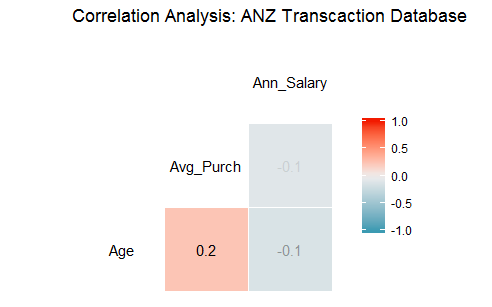 Correlation Analysis: ANZ Transcaction Database
Ann_Salary
Avg_Purch
-0.1
Age
0.2
-0.1
1.0
0.5
0.0
-0.5
-1.0